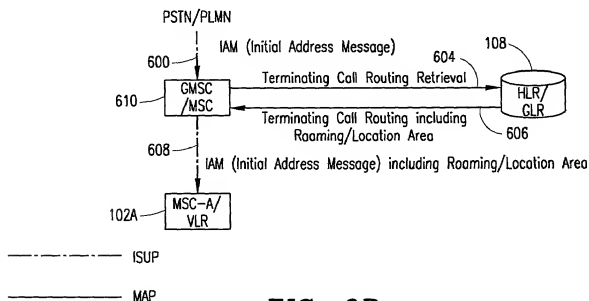 PSTN/PLMN
IAM (Initial Address Message)
600
604
108
GMSC
/MSC
610
Terminating Call Routing Retrieval
HLR/
GLR
Terminating Call Routing including
Roaming/Location Area
606
608
IAM (Initial Address Message) including Roaming/Location Area
102A
MSC-A/
VLR
ISUP
MAP